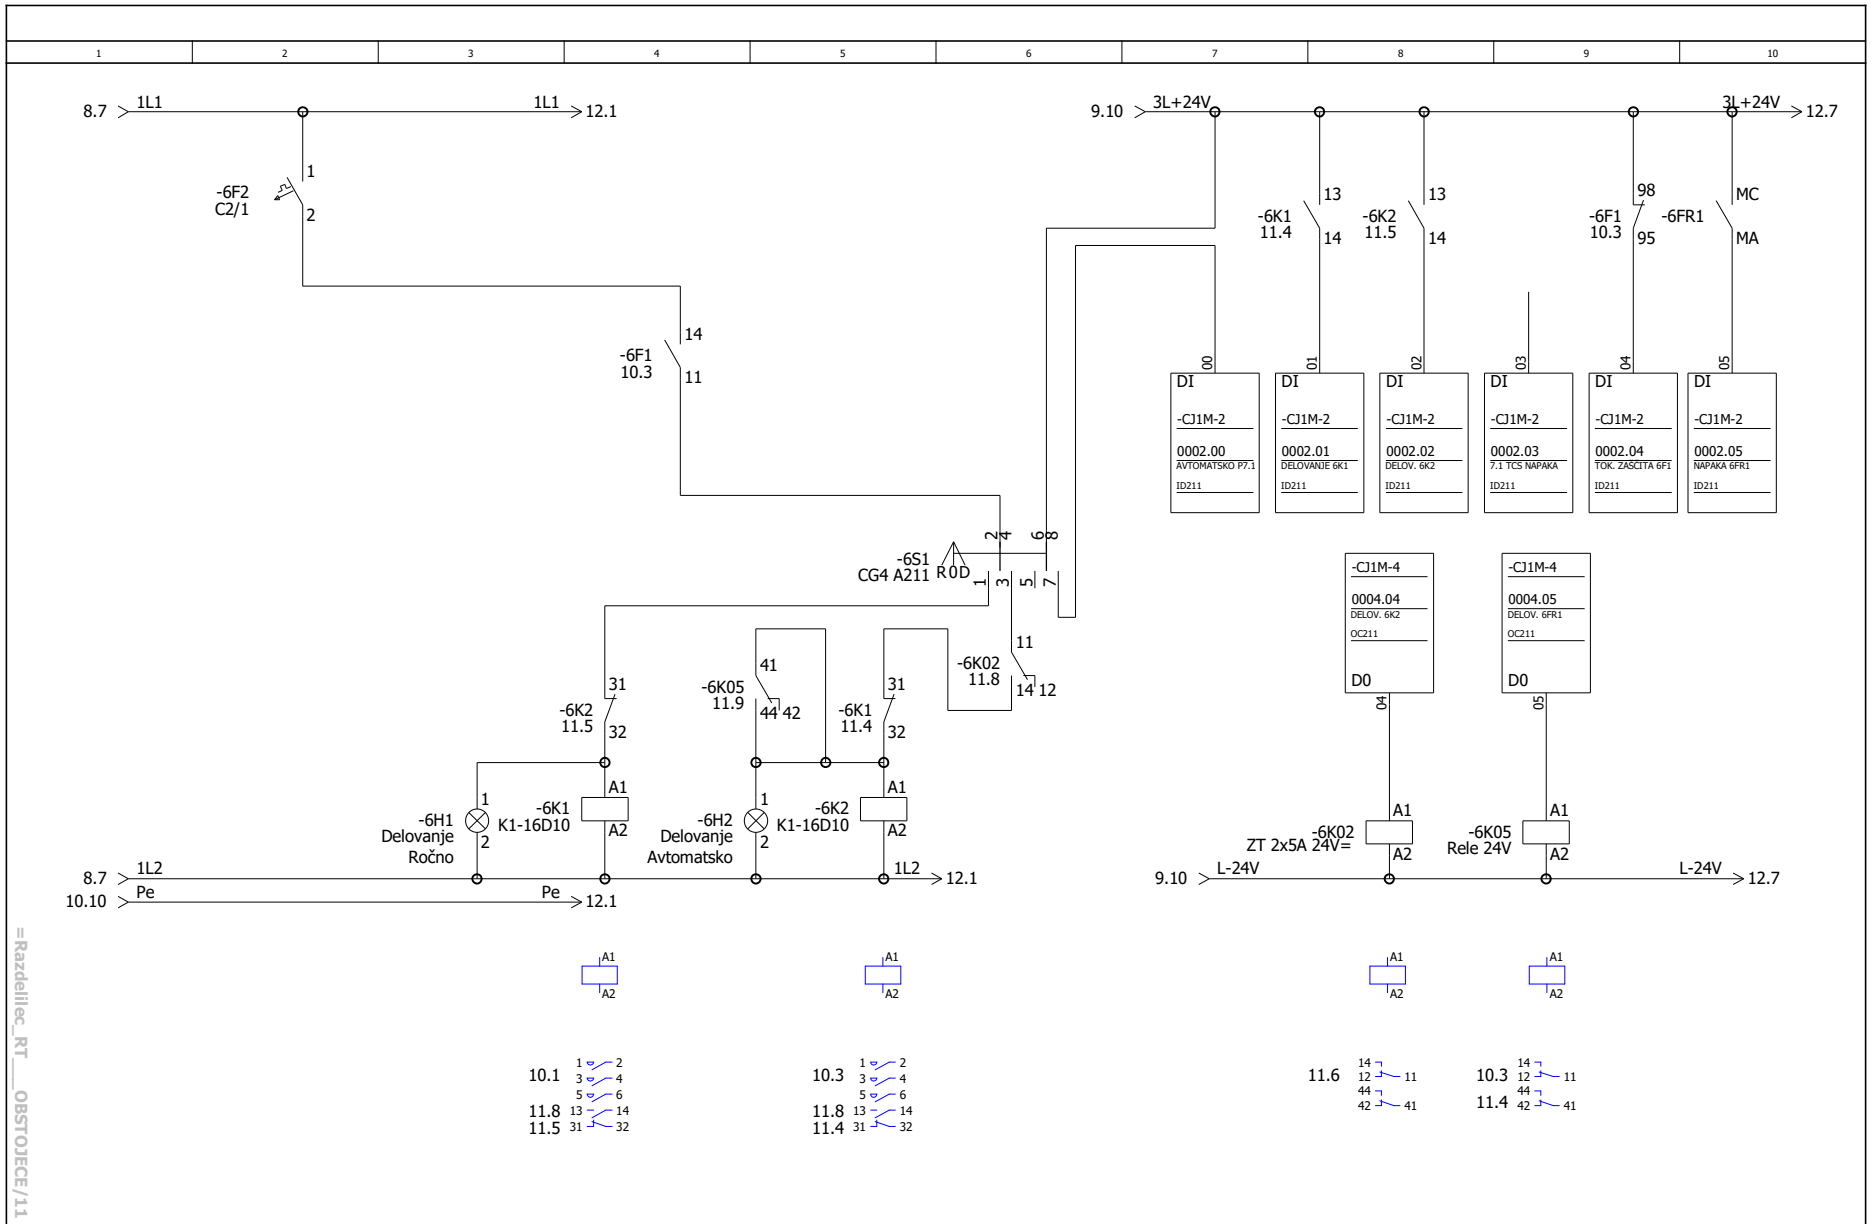 1 2 3 4 5 6 7 8 9 10
8.7 1L1 1L1 12.1
9.10 3L+24V 3L+24V 12.7
-6F2
C2/1
1
2
-6F1
10.3
14
11
-6K1
11.4
13
14
-6K2
11.5
13
14
-6F1
10.3
98
95
-6FR1
MC
MA
00
DI
-CJ1M-2
0002.00
AVTOMATSKO P7.1
ID211
01
DI
-CJ1M-2
0002.01
DELOVANJE 6K1
ID211
02
DI
-CJ1M-2
0002.02
DELOV. 6K2
ID211
03
DI
-CJ1M-2
0002.03
7.1 TCS NAPAKA
ID211
04
DI
-CJ1M-2
0002.04
TOK. ZAŠČITA 6F1
ID211
05
DI
-CJ1M-2
0002.05
NAPAKA 6FR1
ID211
-6S1
CG4 A211
R0D
2 4 6 8
1 3 5 7
-CJ1M-4
0004.04
DELOV. 6K2
OC211
D0
04
-CJ1M-4
0004.05
DELOV. 6FR1
OC211
D0
05
-6K02
11.8
11
14 12
-6K2
11.5
31
32
-6K05
11.9
41
44 42
-6K1
11.4
31
32
-6H1
Delovanje
Ročno
1
2
-6K1
K1-16D10
A1
A2
-6H2
Delovanje
Avtomatsko
1
2
-6K2
K1-16D10
A1
A2
-6K02
ZT 2x5A 24V=
A1
A2
-6K05
Rele 24V
A1
A2
8.7 1L2 1L2 12.1
10.10 Pe Pe 12.1
9.10 L-24V L-24V 12.7
A1
A2
A1
A2
A1
A2
A1
A2
1 2
10.1 3 4
5 6
11.8 13 14
11.5 31 32
1 2
10.3 3 4
5 6
11.8 13 14
11.4 31 32
14
11.6 12 11
44
42 41
14
10.3 12 11
44
11.4 42 41
=Razdelilec_RT___OBSTOJECE/11